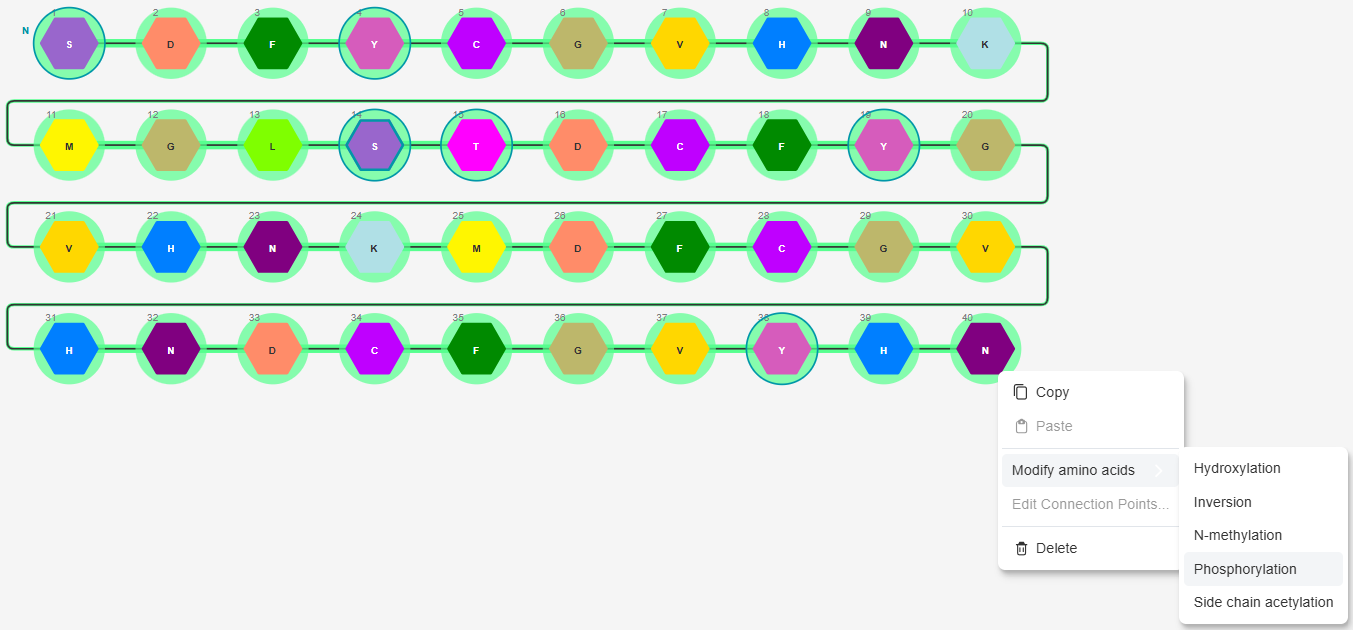 1 2 3 4 5 6 7 8 9 10
N S D F Y C G V H N K
11 12 13 14 15 16 17 18 19 20
M G L S T D C F Y G
21 22 23 24 25 26 27 28 29 30
V H N K M D F C G V
31 32 33 34 35 36 37 38 39 40
H N D C F G V Y H N
Copy
Paste
Modify amino acids
Edit Connection Points...
Delete
Hydroxylation
Inversion
N-methylation
Phosphorylation
Side chain acetylation